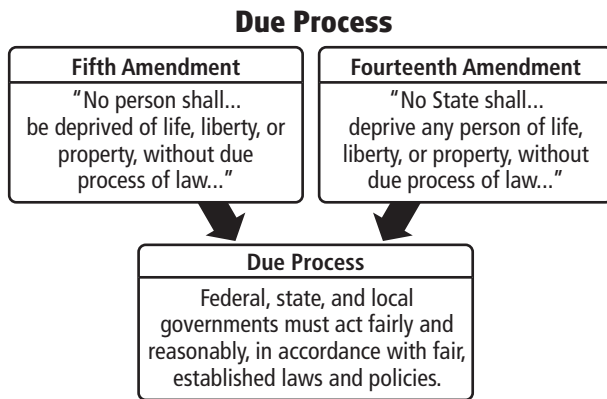 Due Process
Fifth Amendment
"No person shall...
be deprived of life, liberty, or
property, without due
process of law..."
Fourteenth Amendment
"No State shall...
deprive any person of life,
liberty, or property, without
due process of law..."
Due Process
Federal, state, and local
governments must act fairly and
reasonably, in accordance with fair,
established laws and policies.